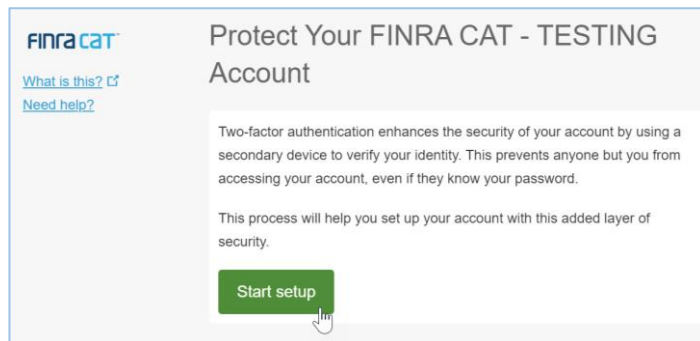 FINRA CAT™
What is this?
Need help?
Protect Your FINRA CAT - TESTING
Account
Two-factor authentication enhances the security of your account by using a
secondary device to verify your identity. This prevents anyone but you from
accessing your account, even if they know your password.
This process will help you set up your account with this added layer of
security.
Start setup